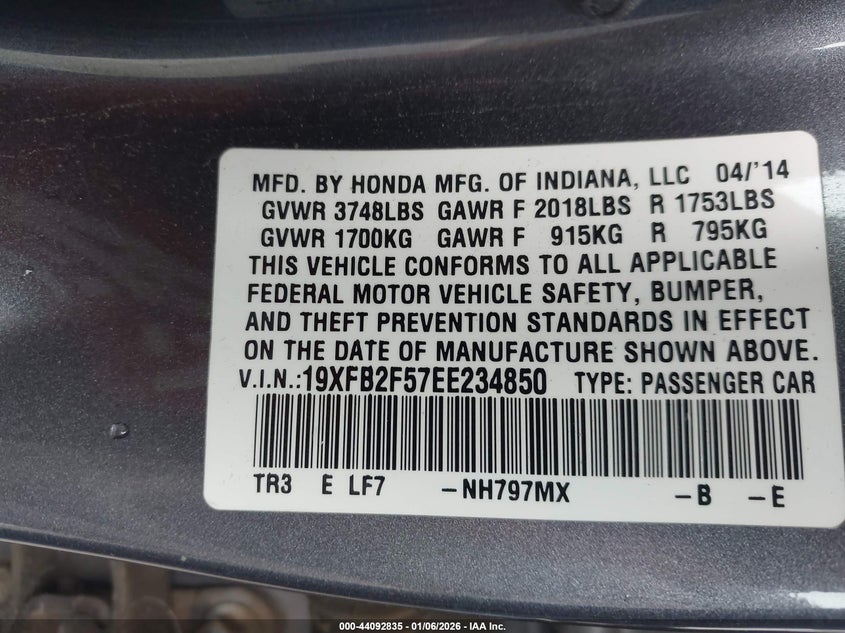 MFD. BY HONDA MFG. OF INDIANA, LLC 04/'14
GVWR 3748LBS GAWR F 2018LBS R 1753LBS
GVWR 1700KG GAWR F 915KG R 795KG
THIS VEHICLE CONFORMS TO ALL APPLICABLE
FEDERAL MOTOR VEHICLE SAFETY, BUMPER,
AND THEFT PREVENTION STANDARDS IN EFFECT
ON THE DATE OF MANUFACTURE SHOWN ABOVE.
V.I.N.:19XFB2F57EE234850 TYPE: PASSENGER CAR
TR3 E LF7 -NH797MX -B -E
000-44092835 - 01/06/2026 - IAA Inc.